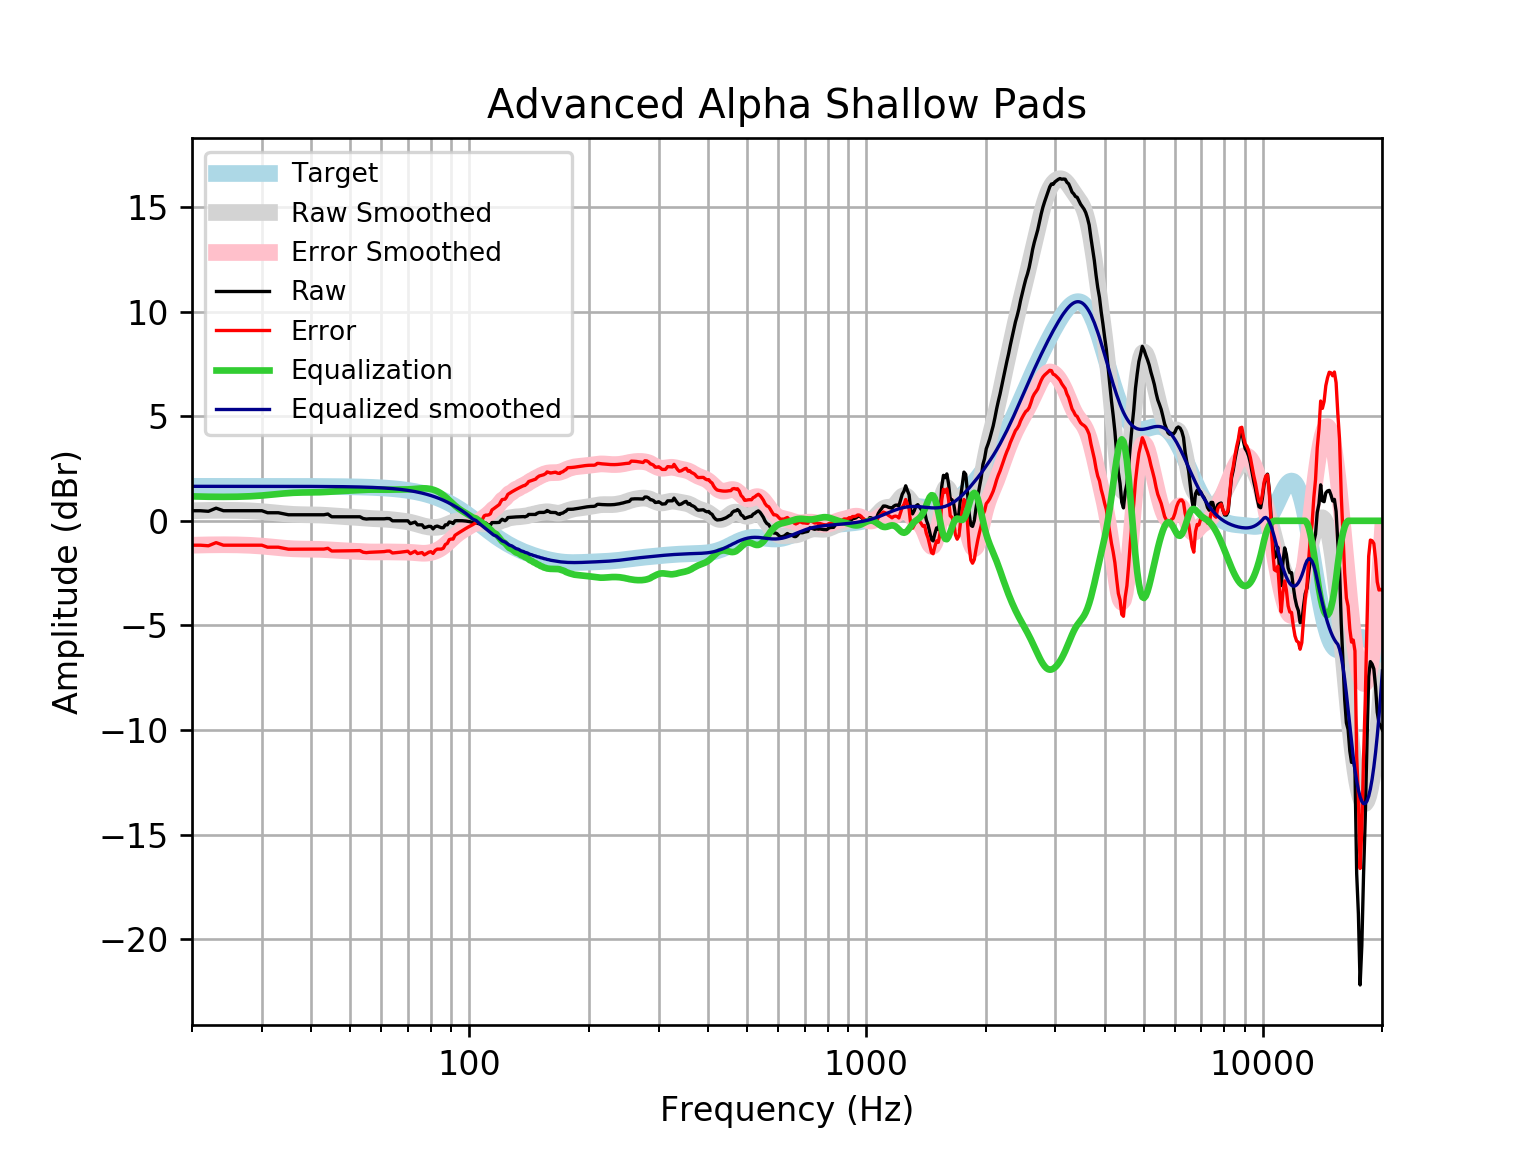 Advanced Alpha Shallow Pads
Target
Raw Smoothed
Error Smoothed
Raw
Error
Equalization
Equalized smoothed
Amplitude (dBr)
15
10
5
0
−5
−10
−15
−20
100
1000
10000
Frequency (Hz)